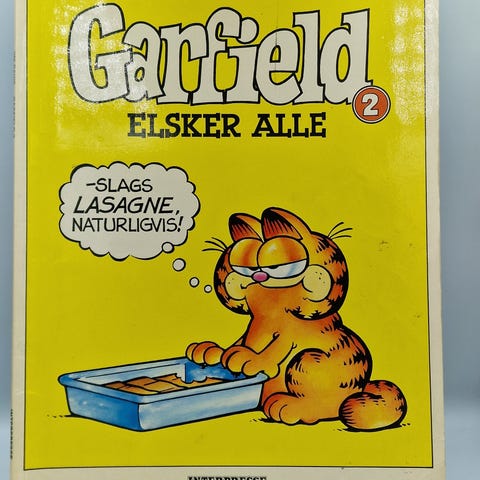 Garfield
2
ELSKER ALLE
-SLAGS
LASAGNE,
NATURLIGVIS!
INTERPRESSE